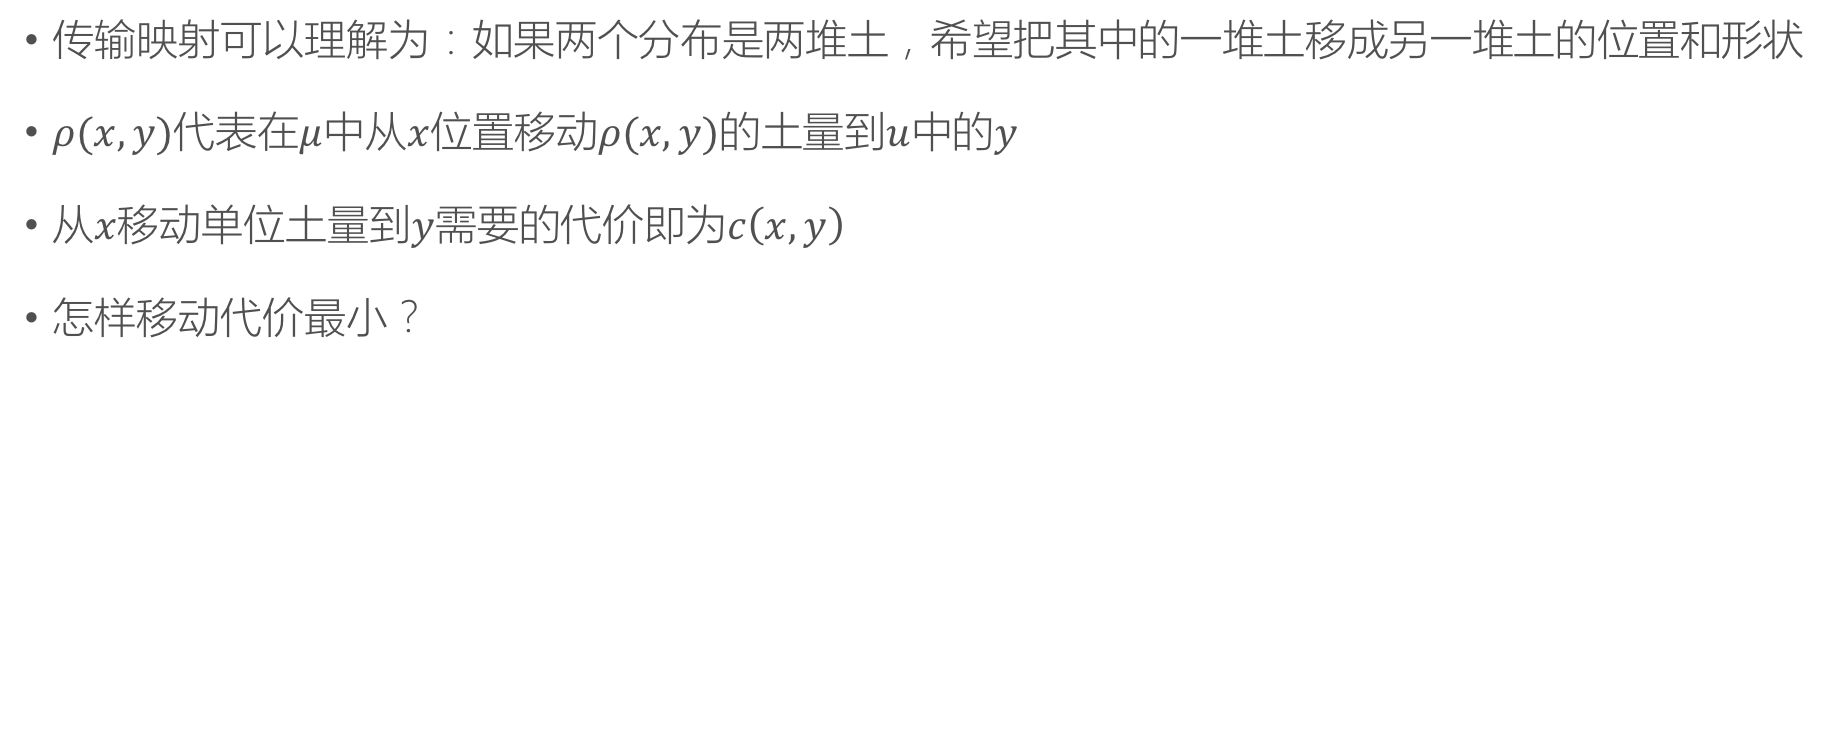 • 传输映射可以理解为：如果两个分布是两堆土，希望把其中的一堆土移成另一堆土的位置和形状
• ρ(x, y)代表在μ中从x位置移动ρ(x, y)的土量到u中的y
• 从x移动单位土量到y需要的代价即为c(x, y)
• 怎样移动代价最小？